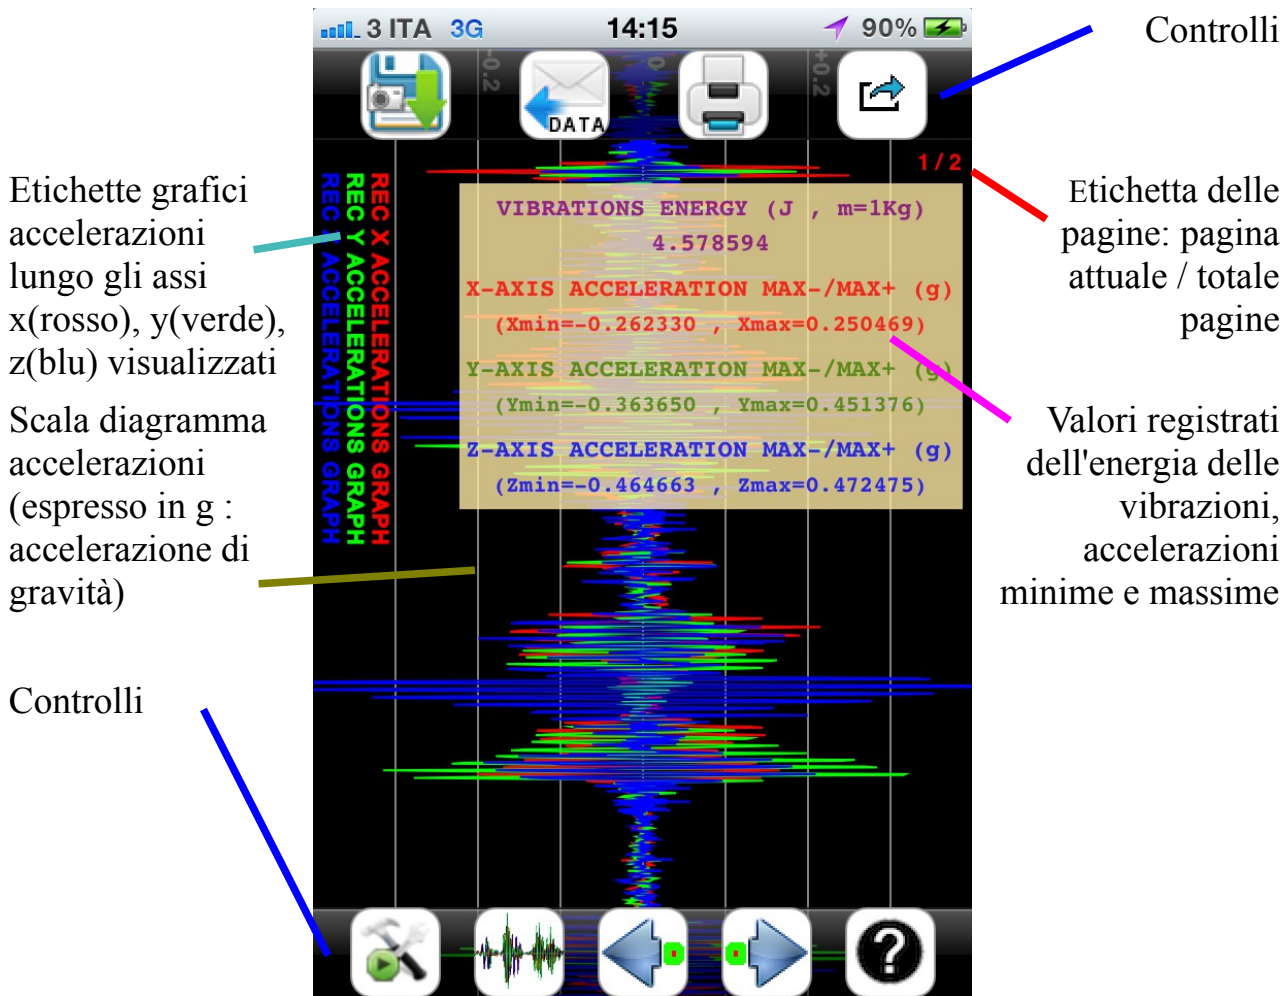 3 ITA 3G 14:15 90%
-0.2
0
+0.2
DATA
1/2
REC X ACCELERATIONS GRAPH
REC Y ACCELERATIONS GRAPH
REC Z ACCELERATIONS GRAPH
VIBRATIONS ENERGY (J , m=1Kg)
4.578594
X-AXIS ACCELERATION MAX-/MAX+ (g)
(Xmin=-0.262330 , Xmax=0.250469)
Y-AXIS ACCELERATION MAX-/MAX+ (g)
(Ymin=-0.363650 , Ymax=0.451376)
Z-AXIS ACCELERATION MAX-/MAX+ (g)
(Zmin=-0.464663 , Zmax=0.472475)
?
Etichette grafici
accelerazioni
lungo gli assi
x(rosso), y(verde),
z(blu) visualizzati
Scala diagramma
accelerazioni
(espresso in g :
accelerazione di
gravità)
Controlli
Controlli
Etichetta delle
pagine: pagina
attuale / totale
pagine
Valori registrati
dell'energia delle
vibrazioni,
accelerazioni
minime e massime